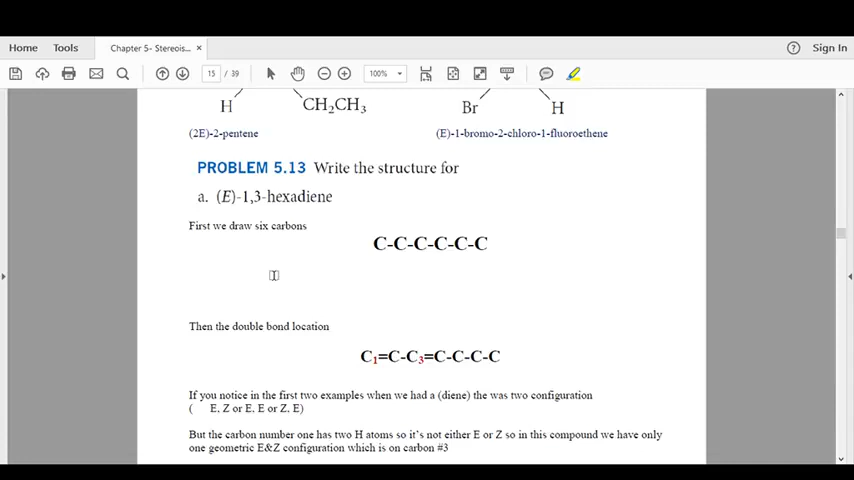 Home Tools Chapter 5- Stereois... × Sign In
15 / 39 100%
H CH₂CH₃ Br H
(2E)-2-pentene (E)-1-bromo-2-chloro-1-fluoroethene
PROBLEM 5.13 Write the structure for
a. (E)-1,3-hexadiene
First we draw six carbons
C-C-C-C-C-C
Then the double bond location
C₁=C-C₃=C-C-C-C
If you notice in the first two examples when we had a (diene) the was two configuration
( E, Z or E, E or Z, E)
But the carbon number one has two H atoms so it's not either E or Z so in this compound we have only
one geometric E&Z configuration which is on carbon #3